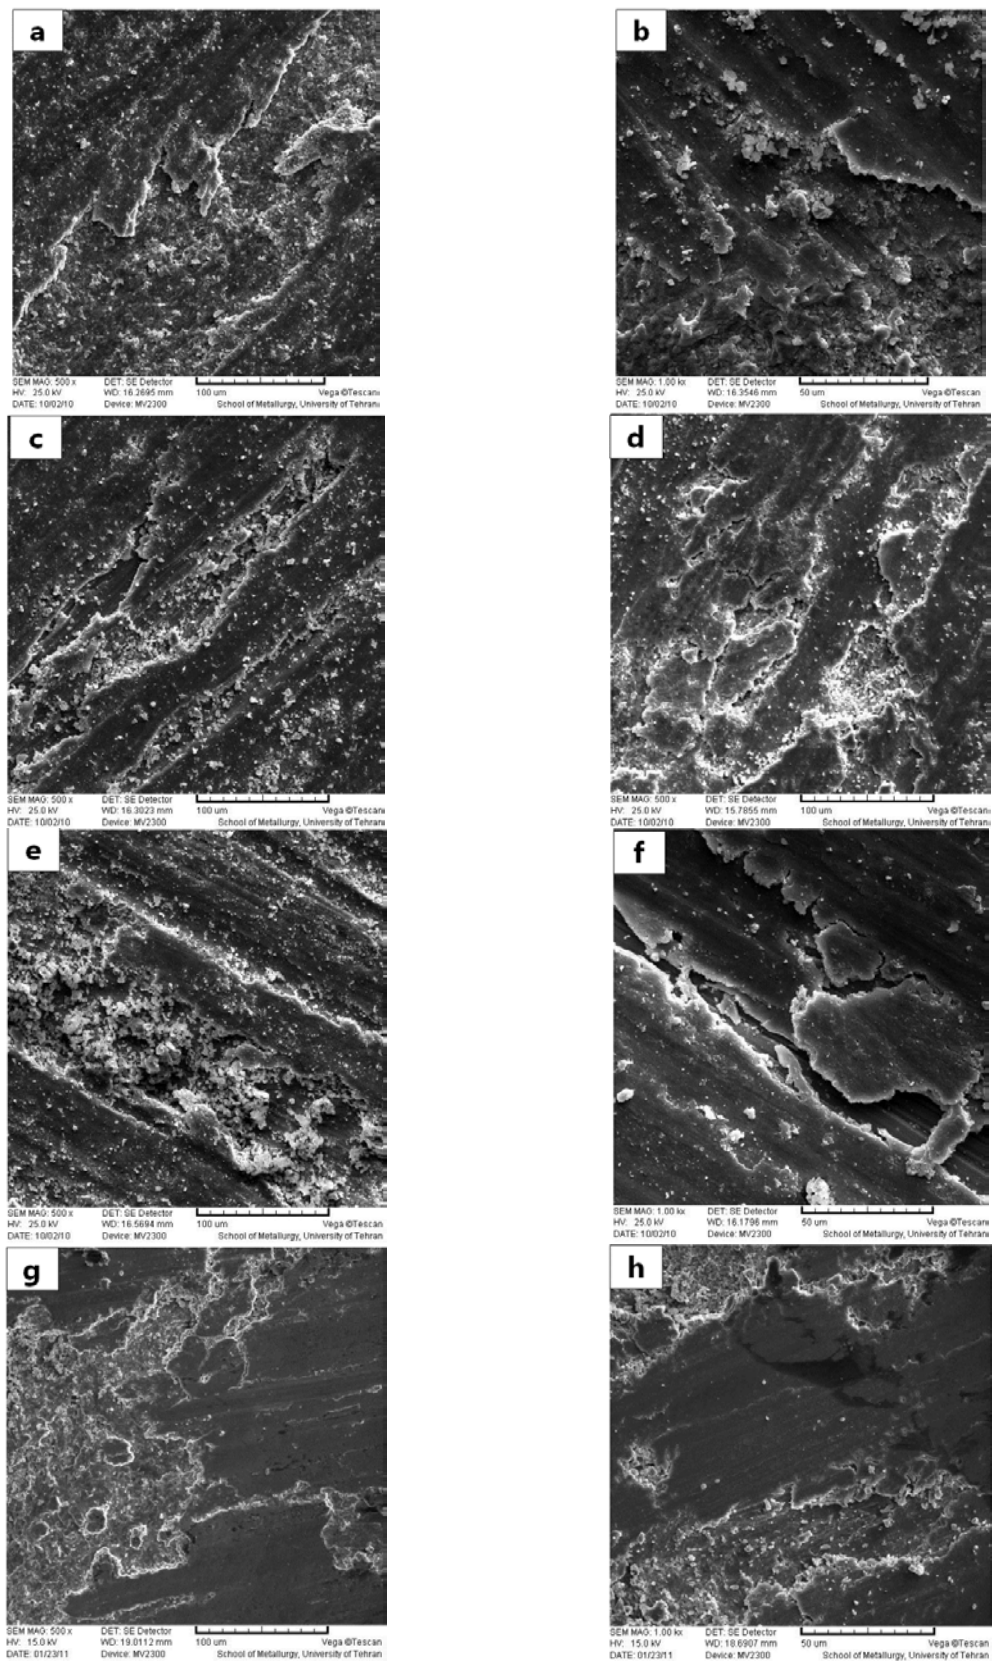 a
SEM MAG: 500 x DET: SE Detector
HV: 25.0 kV WD: 16.2695 mm 100 um Vega ©Tescan
DATE: 10/02/10 Device: MV2300 School of Metallurgy, University of Tehran
b
SEM MAG: 1.00 kx DET: SE Detector
HV: 25.0 kV WD: 16.3546 mm 50 um Vega ©Tescan
DATE: 10/02/10 Device: MV2300 School of Metallurgy, University of Tehran
c
SEM MAG: 500 x DET: SE Detector
HV: 25.0 kV WD: 16.3023 mm 100 um Vega ©Tescan
DATE: 10/02/10 Device: MV2300 School of Metallurgy, University of Tehran
d
SEM MAG: 500 x DET: SE Detector
HV: 25.0 kV WD: 15.7855 mm 100 um Vega ©Tescan
DATE: 10/02/10 Device: MV2300 School of Metallurgy, University of Tehran
e
SEM MAG: 500 x DET: SE Detector
HV: 25.0 kV WD: 16.5694 mm 100 um Vega ©Tescan
DATE: 10/02/10 Device: MV2300 School of Metallurgy, University of Tehran
f
SEM MAG: 1.00 kx DET: SE Detector
HV: 25.0 kV WD: 16.1796 mm 50 um Vega ©Tescan
DATE: 10/02/10 Device: MV2300 School of Metallurgy, University of Tehran
g
SEM MAG: 500 x DET: SE Detector
HV: 15.0 kV WD: 19.0112 mm 100 um Vega ©Tescan
DATE: 01/23/11 Device: MV2300 School of Metallurgy, University of Tehran
h
SEM MAG: 1.00 kx DET: SE Detector
HV: 15.0 kV WD: 18.6907 mm 50 um Vega ©Tescan
DATE: 01/23/11 Device: MV2300 School of Metallurgy, University of Tehran